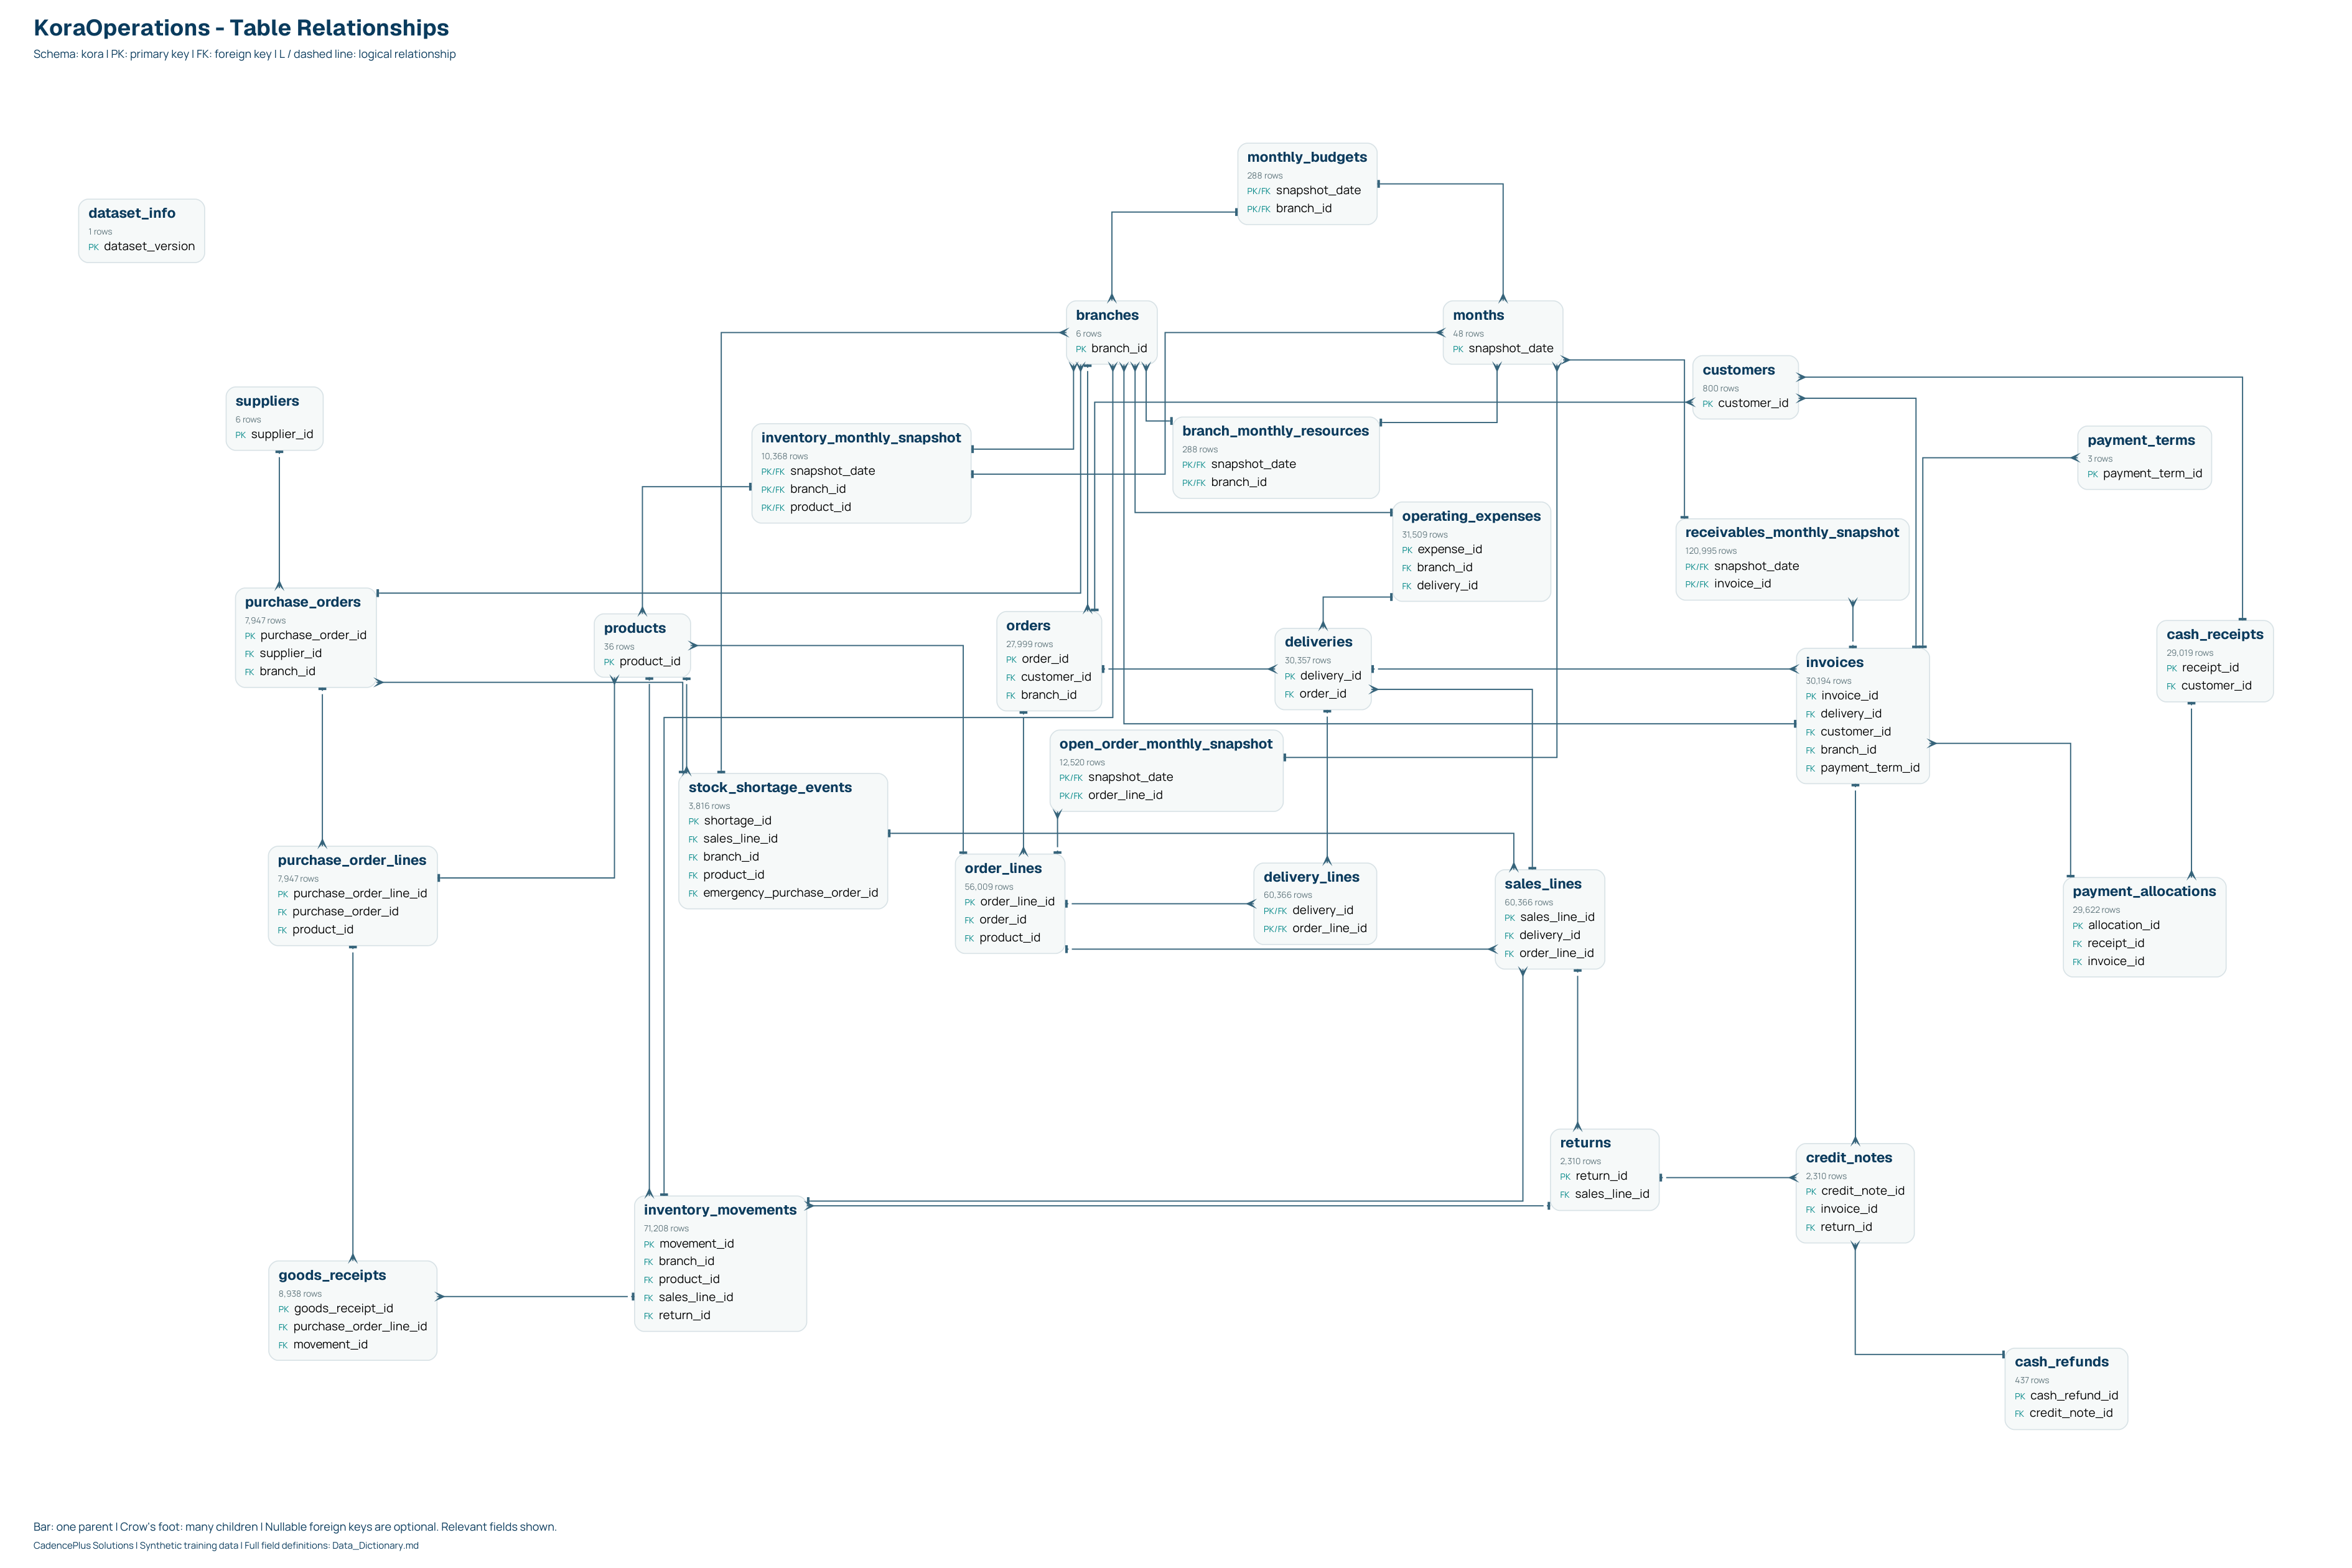 KoraOperations - Table Relationships
Schema: kora | PK: primary key | FK: foreign key | L / dashed line: logical relationship
monthly_budgets
288 rows
PK/FK snapshot_date
PK/FK branch_id
dataset_info
1 rows
PK dataset_version
branches
6 rows
PK branch_id
months
48 rows
PK snapshot_date
customers
800 rows
PK customer_id
suppliers
6 rows
PK supplier_id
inventory_monthly_snapshot
10,368 rows
PK/FK snapshot_date
PK/FK branch_id
PK/FK product_id
branch_monthly_resources
288 rows
PK/FK snapshot_date
PK/FK branch_id
payment_terms
3 rows
PK payment_term_id
operating_expenses
31,509 rows
PK expense_id
FK branch_id
FK delivery_id
receivables_monthly_snapshot
120,995 rows
PK/FK snapshot_date
PK/FK invoice_id
purchase_orders
7,947 rows
PK purchase_order_id
FK supplier_id
FK branch_id
products
36 rows
PK product_id
orders
27,999 rows
PK order_id
FK customer_id
FK branch_id
deliveries
30,357 rows
PK delivery_id
FK order_id
invoices
30,194 rows
PK invoice_id
FK delivery_id
FK customer_id
FK branch_id
FK payment_term_id
cash_receipts
29,019 rows
PK receipt_id
FK customer_id
open_order_monthly_snapshot
12,520 rows
PK/FK snapshot_date
PK/FK order_line_id
stock_shortage_events
3,816 rows
PK shortage_id
FK sales_line_id
FK branch_id
FK product_id
FK emergency_purchase_order_id
purchase_order_lines
7,947 rows
PK purchase_order_line_id
FK purchase_order_id
FK product_id
order_lines
56,009 rows
PK order_line_id
FK order_id
FK product_id
delivery_lines
60,366 rows
PK/FK delivery_id
PK/FK order_line_id
sales_lines
60,366 rows
PK sales_line_id
FK delivery_id
FK order_line_id
payment_allocations
29,622 rows
PK allocation_id
FK receipt_id
FK invoice_id
returns
2,310 rows
PK return_id
FK sales_line_id
credit_notes
2,310 rows
PK credit_note_id
FK invoice_id
FK return_id
inventory_movements
71,208 rows
PK movement_id
FK branch_id
FK product_id
FK sales_line_id
FK return_id
goods_receipts
8,938 rows
PK goods_receipt_id
FK purchase_order_line_id
FK movement_id
cash_refunds
437 rows
PK cash_refund_id
FK credit_note_id
Bar: one parent | Crow's foot: many children | Nullable foreign keys are optional. Relevant fields shown.
CadencePlus Solutions | Synthetic training data | Full field definitions: Data_Dictionary.md